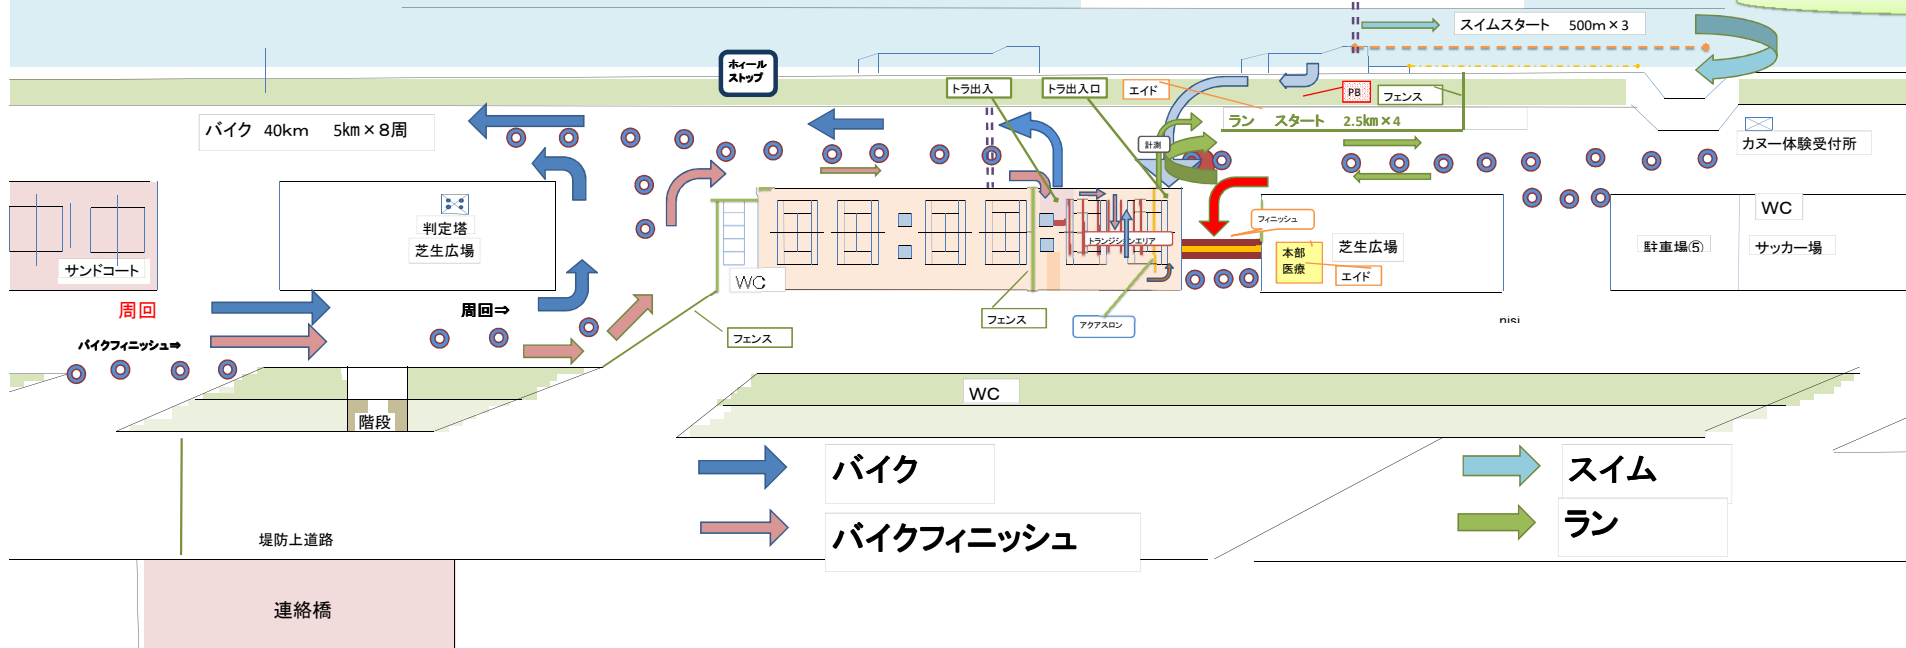 スイムスタート 500m×3
ホィール
ストップ
トラ出入
トラ出入口
エイド
PB
フェンス
バイク 40km 5km×8周
ラン スタート 2.5km×4
計測
カヌー体験受付所
判定塔
芝生広場
サンドコート
WC
トランジションエリア
フィニッシュ
本部
医療
エイド
芝生広場
WC
駐車場⑤
サッカー場
周回
周回⇒
バイクフィニッシュ⇒
フェンス
フェンス
アクアスロン
nisi
階段
WC
バイク
スイム
バイクフィニッシュ
ラン
堤防上道路
連絡橋